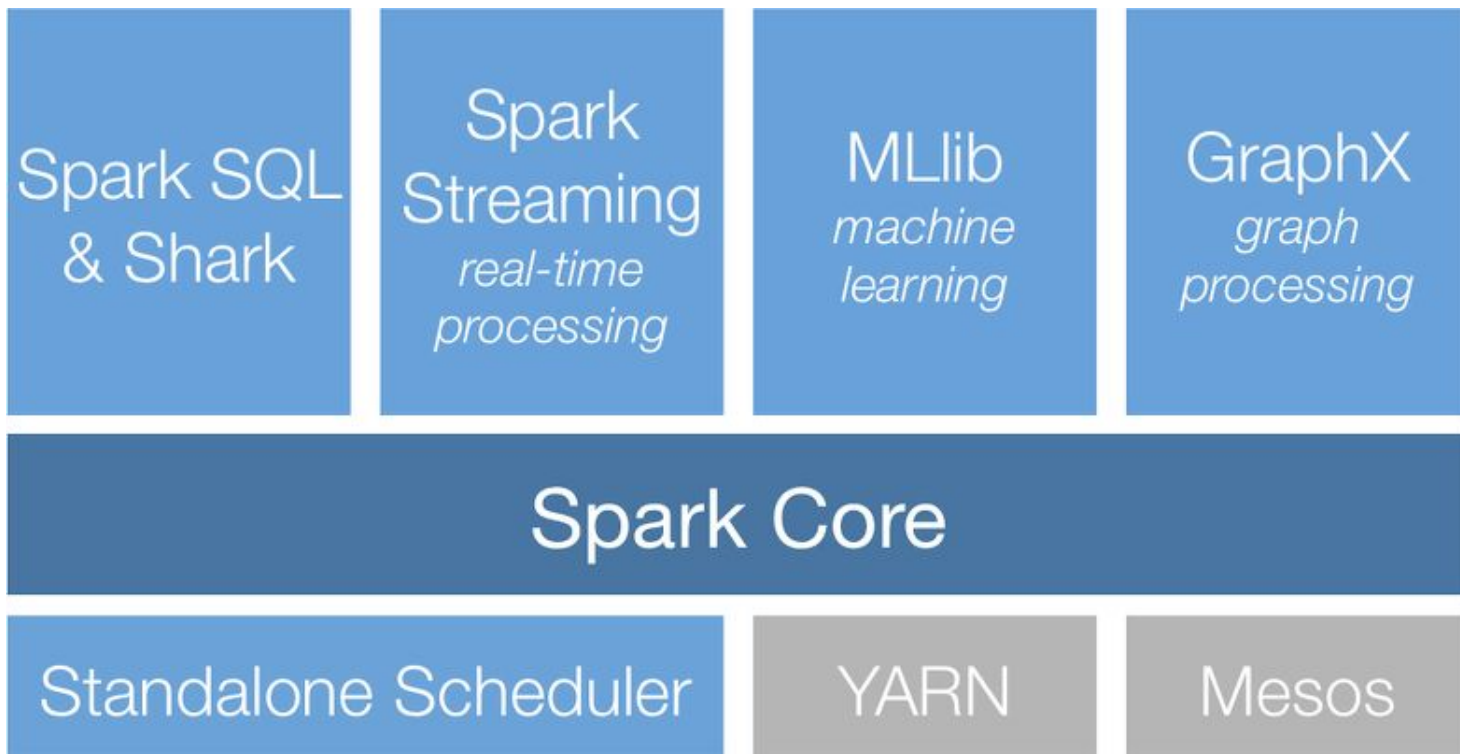 Spark SQL
& Shark
Spark
Streaming
real-time
processing
MLlib
machine
learning
GraphX
graph
processing
Spark Core
Standalone Scheduler
YARN
Mesos